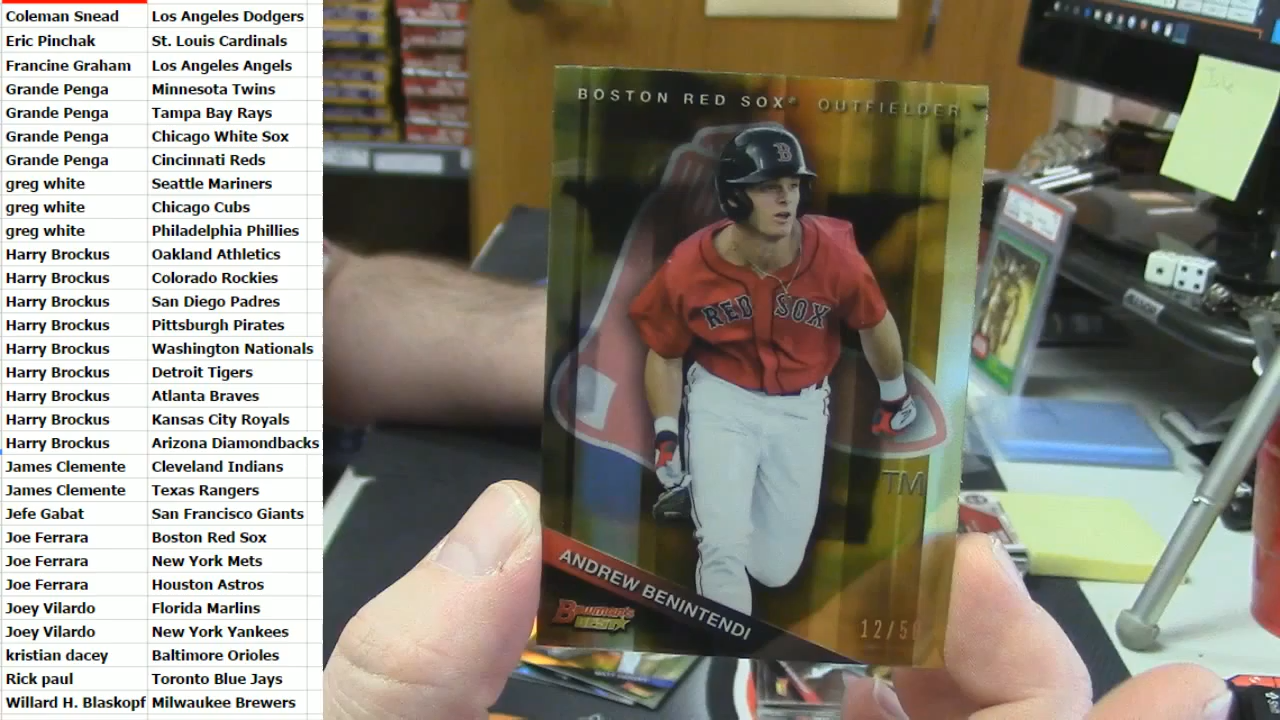 Coleman Snead Los Angeles Dodgers
Eric Pinchak St. Louis Cardinals
Francine Graham Los Angeles Angels
Grande Penga Minnesota Twins
Grande Penga Tampa Bay Rays
Grande Penga Chicago White Sox
Grande Penga Cincinnati Reds
greg white Seattle Mariners
greg white Chicago Cubs
greg white Philadelphia Phillies
Harry Brockus Oakland Athletics
Harry Brockus Colorado Rockies
Harry Brockus San Diego Padres
Harry Brockus Pittsburgh Pirates
Harry Brockus Washington Nationals
Harry Brockus Detroit Tigers
Harry Brockus Atlanta Braves
Harry Brockus Kansas City Royals
Harry Brockus Arizona Diamondbacks
James Clemente Cleveland Indians
James Clemente Texas Rangers
Jefe Gabat San Francisco Giants
Joe Ferrara Boston Red Sox
Joe Ferrara New York Mets
Joe Ferrara Houston Astros
Joey Vilardo Florida Marlins
Joey Vilardo New York Yankees
kristian dacey Baltimore Orioles
Rick paul Toronto Blue Jays
Willard H. Blaskopf Milwaukee Brewers
BOSTON RED SOX® OUTFIELDER
B
RED SOX
TM
ANDREW BENINTENDI
Bowman's
BEST
12/50